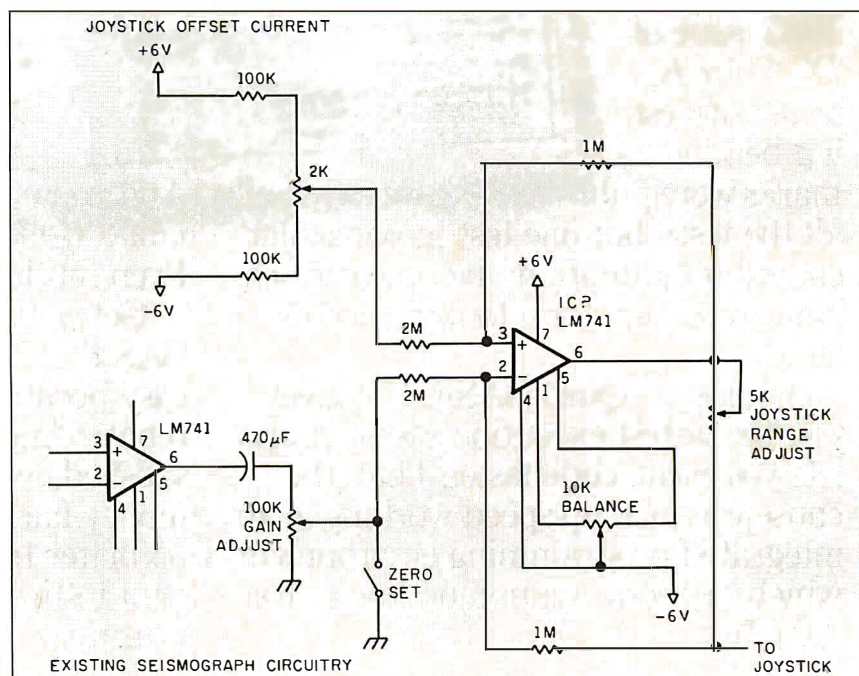 JOYSTICK OFFSET CURRENT
+6V
100K
2K
100K
-6V
1M
+6V
IC?
LM741
2M
3
+
7
6
2M
2
-
4
1
5
5K
JOYSTICK
RANGE
ADJUST
10K
BALANCE
-6V
LM741
3
+
7
6
2
-
4
1
5
470μF
100K
GAIN
ADJUST
ZERO
SET
1M
TO
JOYSTICK
EXISTING SEISMOGRAPH CIRCUITRY